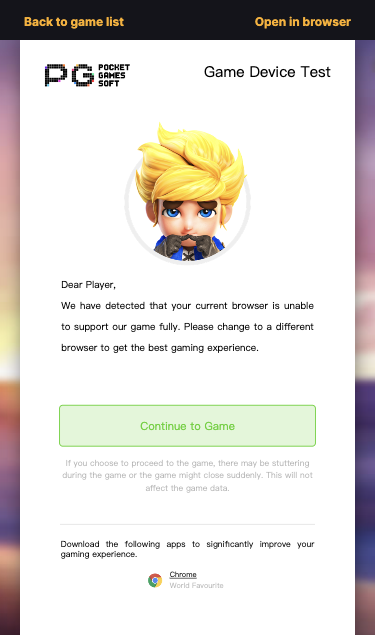 Back to game list Open in browser
PG POCKET GAMES SOFT
Game Device Test
Dear Player,
We have detected that your current browser is unable
to support our game fully. Please change to a different
browser to get the best gaming experience.
Continue to Game
If you choose to proceed to the game, there may be stuttering
during the game or the game might close suddenly. This will not
affect the game data.
Download the following apps to significantly improve your
gaming experience.
Chrome
World Favourite